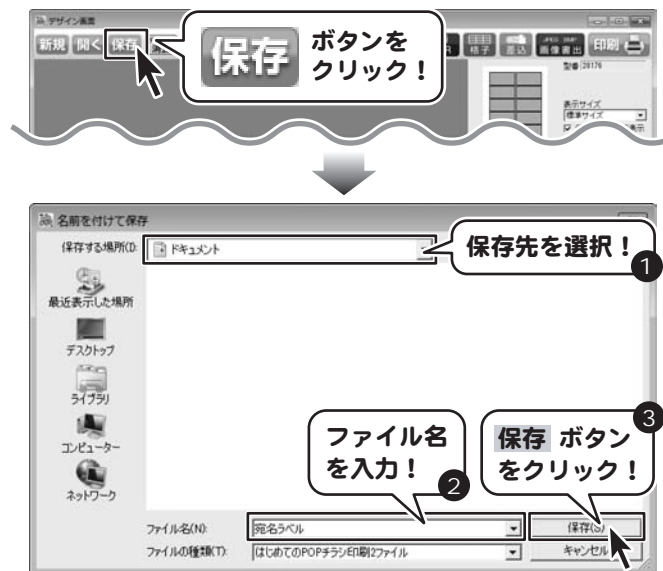 デザイン画面
新規 開く 保存
保存 ボタンを
クリック！
格子 差込 JPEG BMP 画像書出 印刷
型番 28176
表示サイズ
標準サイズ
名前を付けて保存
保存する場所(I): ドキュメント
保存先を選択！
1
最近表示した場所
デスクトップ
ライブラリ
コンピューター
ネットワーク
ファイル名
を入力！
2
3
保存 ボタン
をクリック！
ファイル名(N): 宛名ラベル 保存(S)
ファイルの種類(T): はじめてのPOPチラシ印刷2ファイル キャンセル